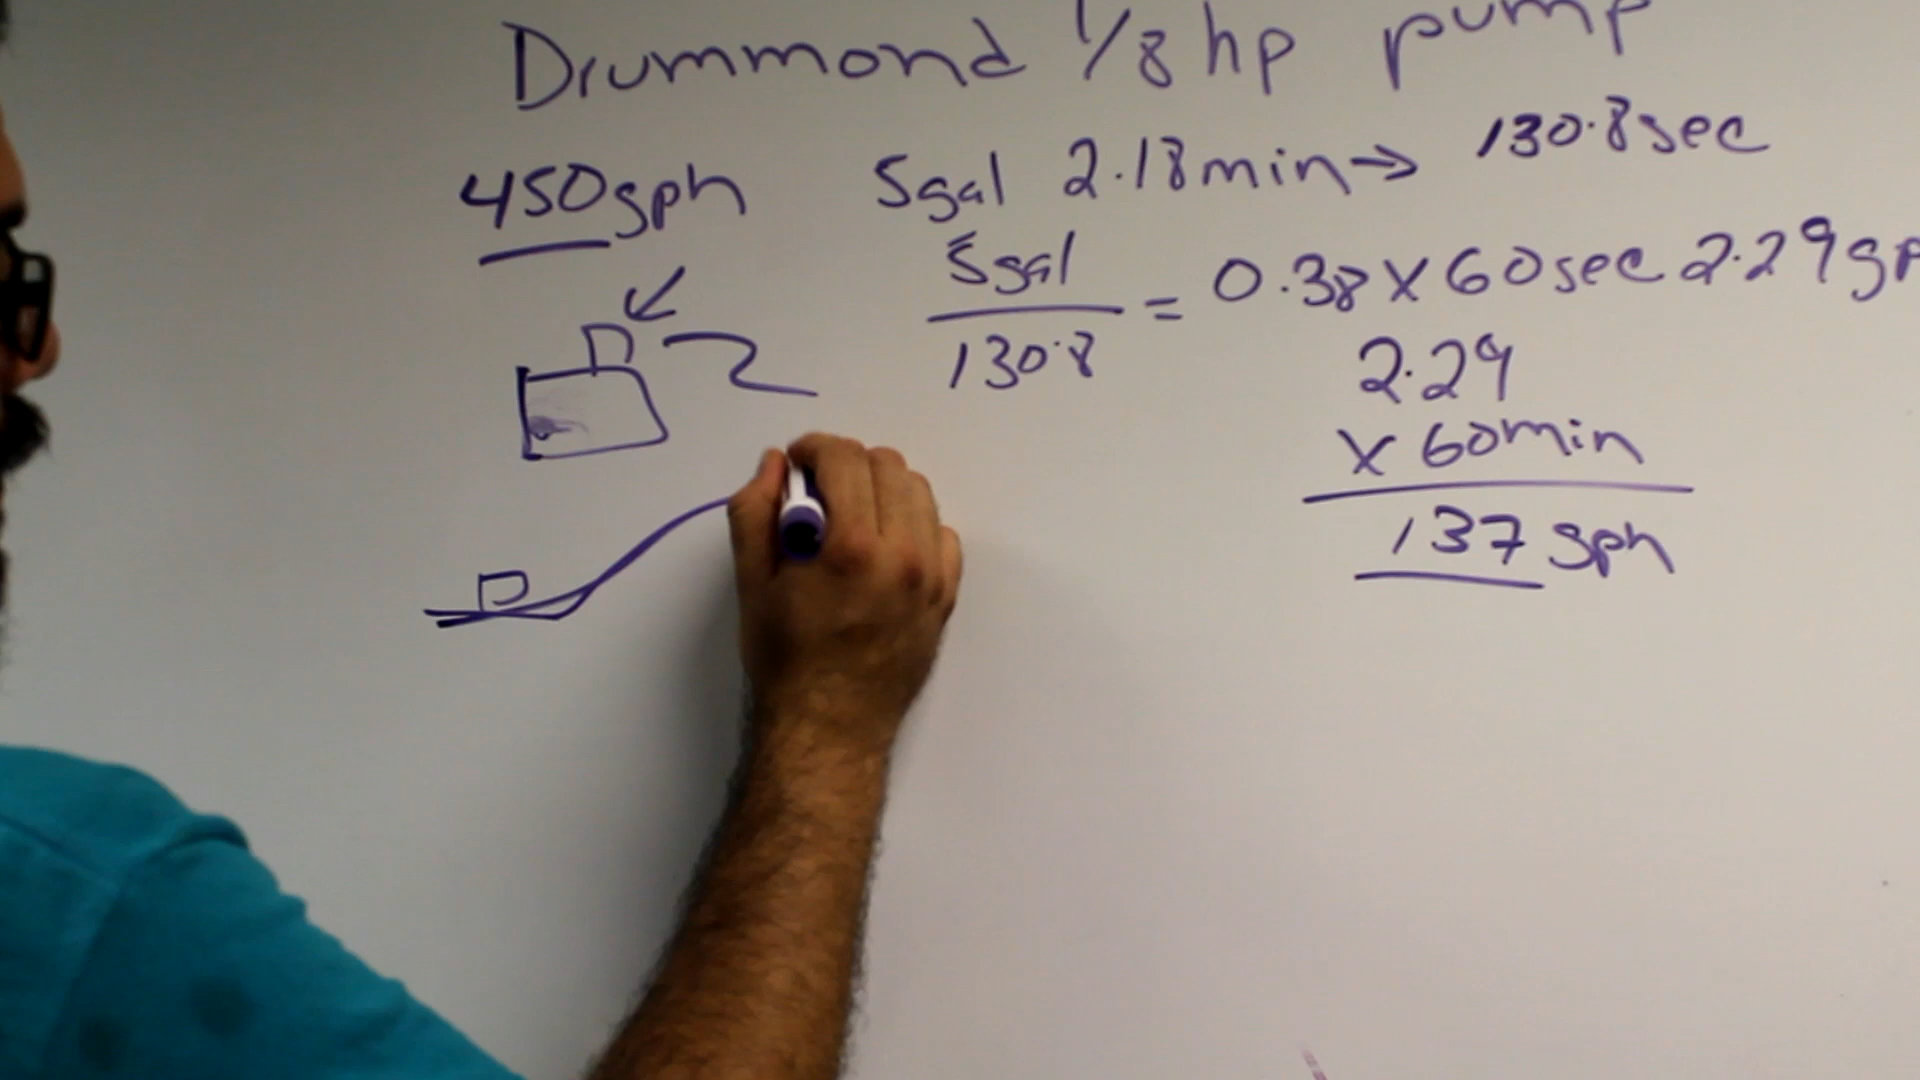 Drummond 1/8 hp pump
450gph 5gal 2.18min→ 130.8sec
5gal
130.8
= 0.38 x 60sec 2.29gp
2.29
x 60min
137 gph